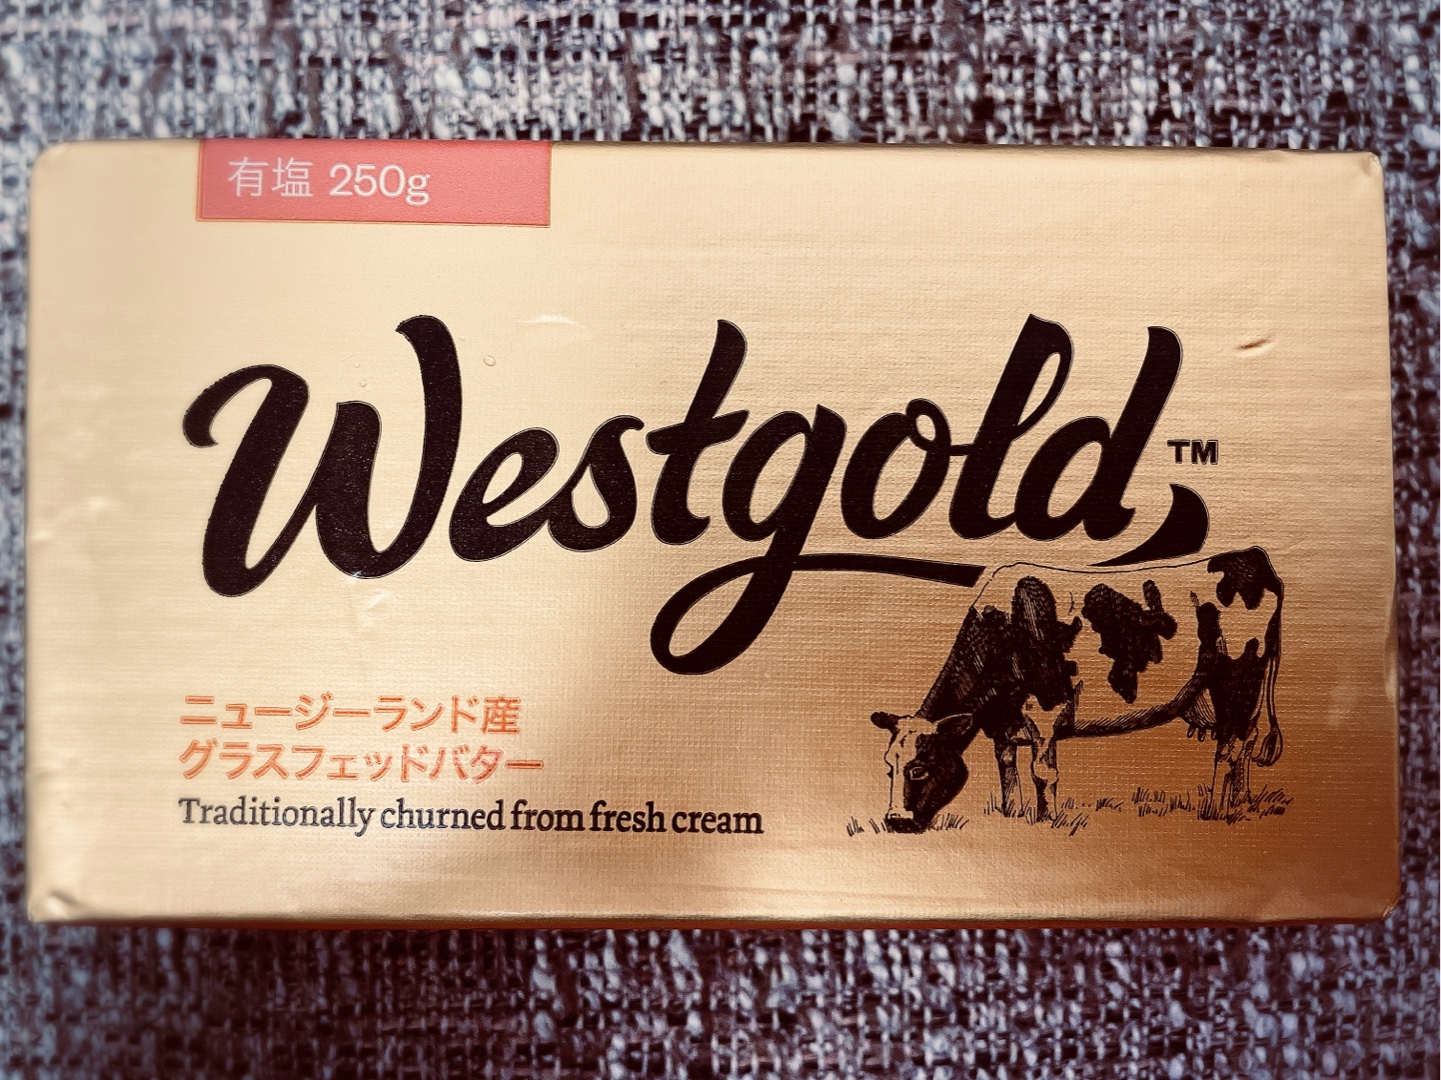 有塩 250g
Westgold™
ニュージーランド産
グラスフェッドバター
Traditionally churned from fresh cream